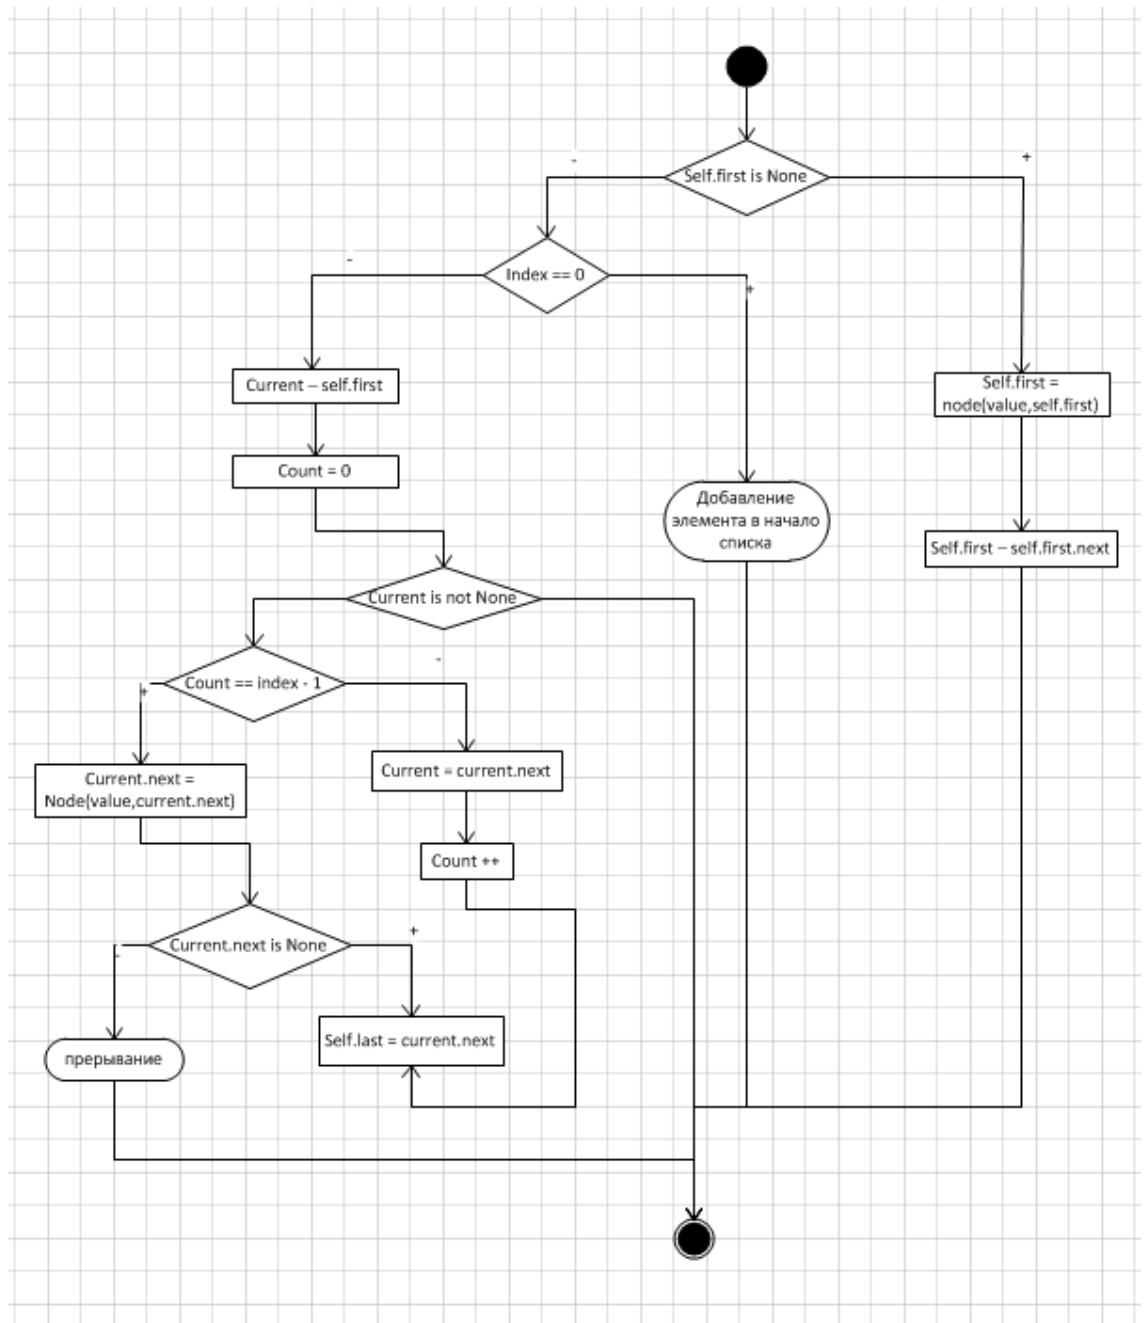 -
+
Self.first is None
-
Index == 0
+
Current – self.first
Self.first =
node(value,self.first)
Count = 0
Добавление
элемента в начало
списка
Self.first – self.first.next
Current is not None
-
Count == index - 1
+
Current = current.next
Current.next =
Node(value,current.next)
Count ++
+
Current.next is None
-
Self.last = current.next
прерывание